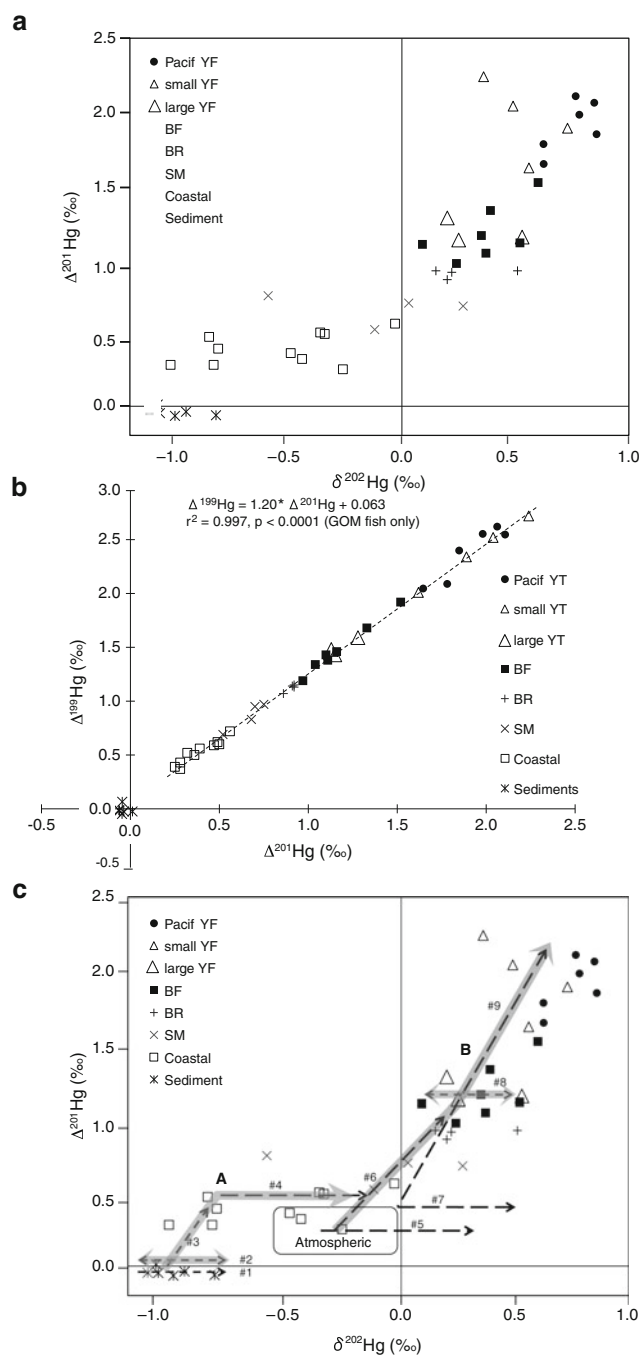 a
2.5
2.0
1.5
1.0
0.5
0.0
Δ201Hg (‰)
Pacif YF
small YF
large YF
BF
BR
SM
Coastal
Sediment
−1.0
−0.5
0.0
0.5
1.0
δ202Hg (‰)
b
Δ199Hg = 1.20* Δ201Hg + 0.063
r2 = 0.997, p < 0.0001 (GOM fish only)
3.0
2.5
2.0
1.5
1.0
0.5
0.0
-0.5
Δ199Hg (‰)
Pacif YT
small YT
large YT
BF
BR
SM
Coastal
Sediments
-0.5
0.0
0.5
1.0
1.5
2.0
2.5
Δ201Hg (‰)
c
2.5
2.0
1.5
1.0
0.5
0.0
Δ201Hg (‰)
Pacif YF
small YF
large YF
BF
BR
SM
Coastal
Sediment
#9
B
#8
A
#4
#6
#7
#3
#5
Atmospheric
#2
#1
−1.0
−0.5
0.0
0.5
1.0
δ202Hg (‰)